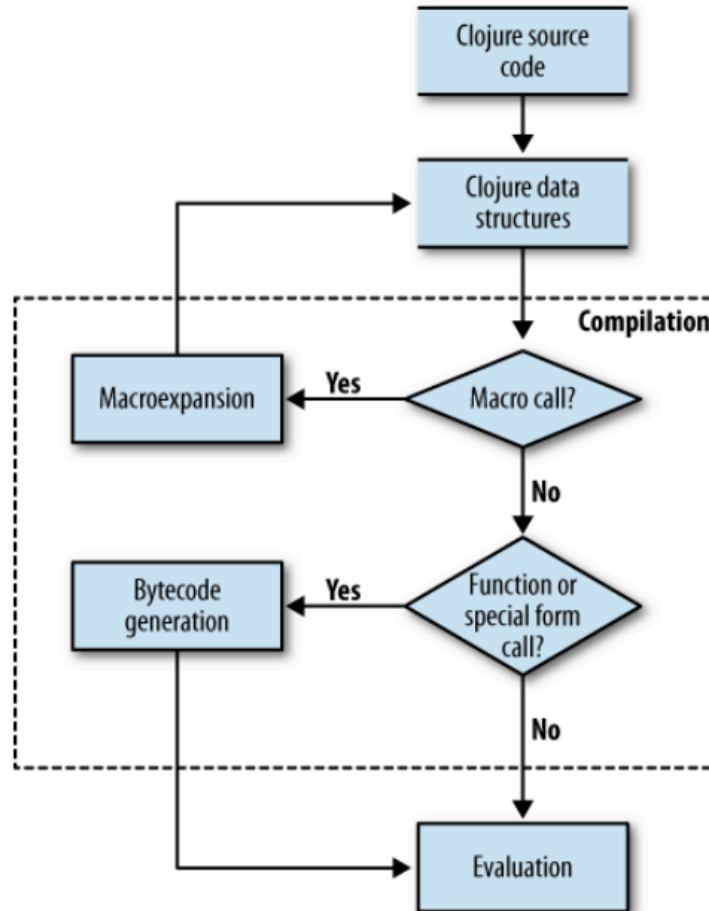 Clojure source
code
Clojure data
structures
Compilation
Macroexpansion
Yes
Macro call?
No
Bytecode
generation
Yes
Function or
special form
call?
No
Evaluation